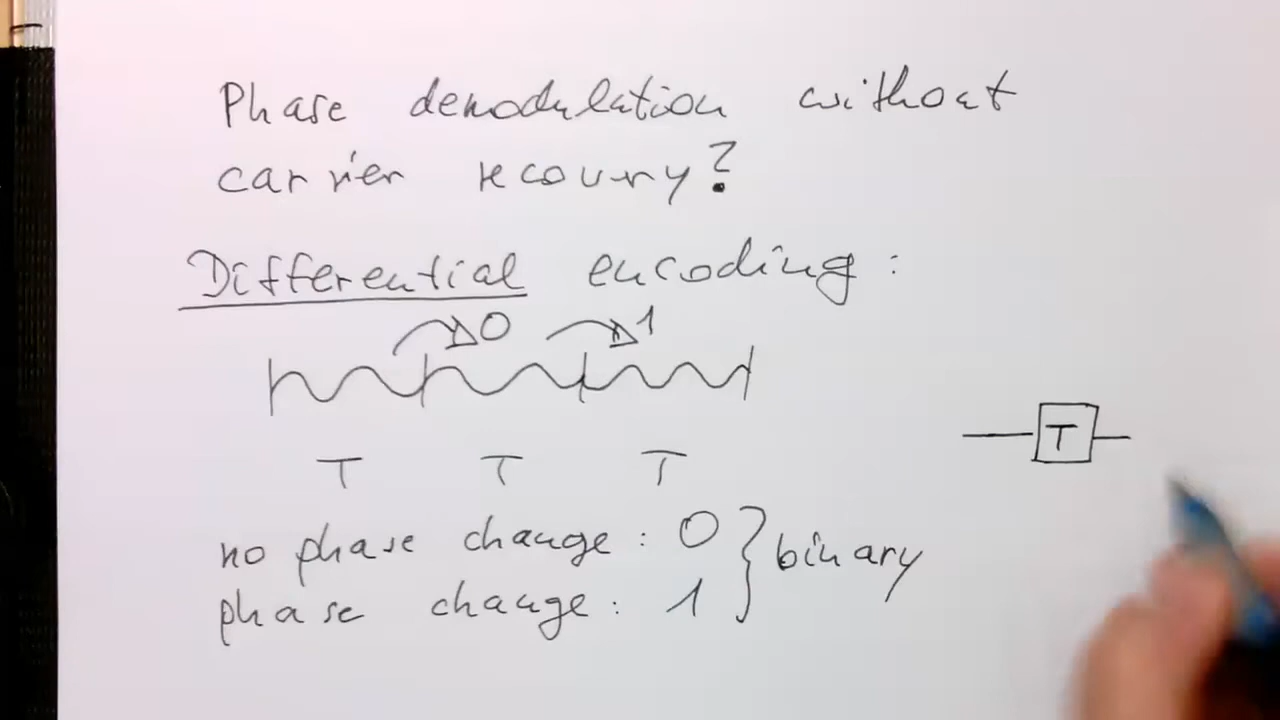 Phase demodulation without
carrier recovery?
Differential encoding:
0 1
T T T
T
no phase change: 0 } binary
phase change: 1